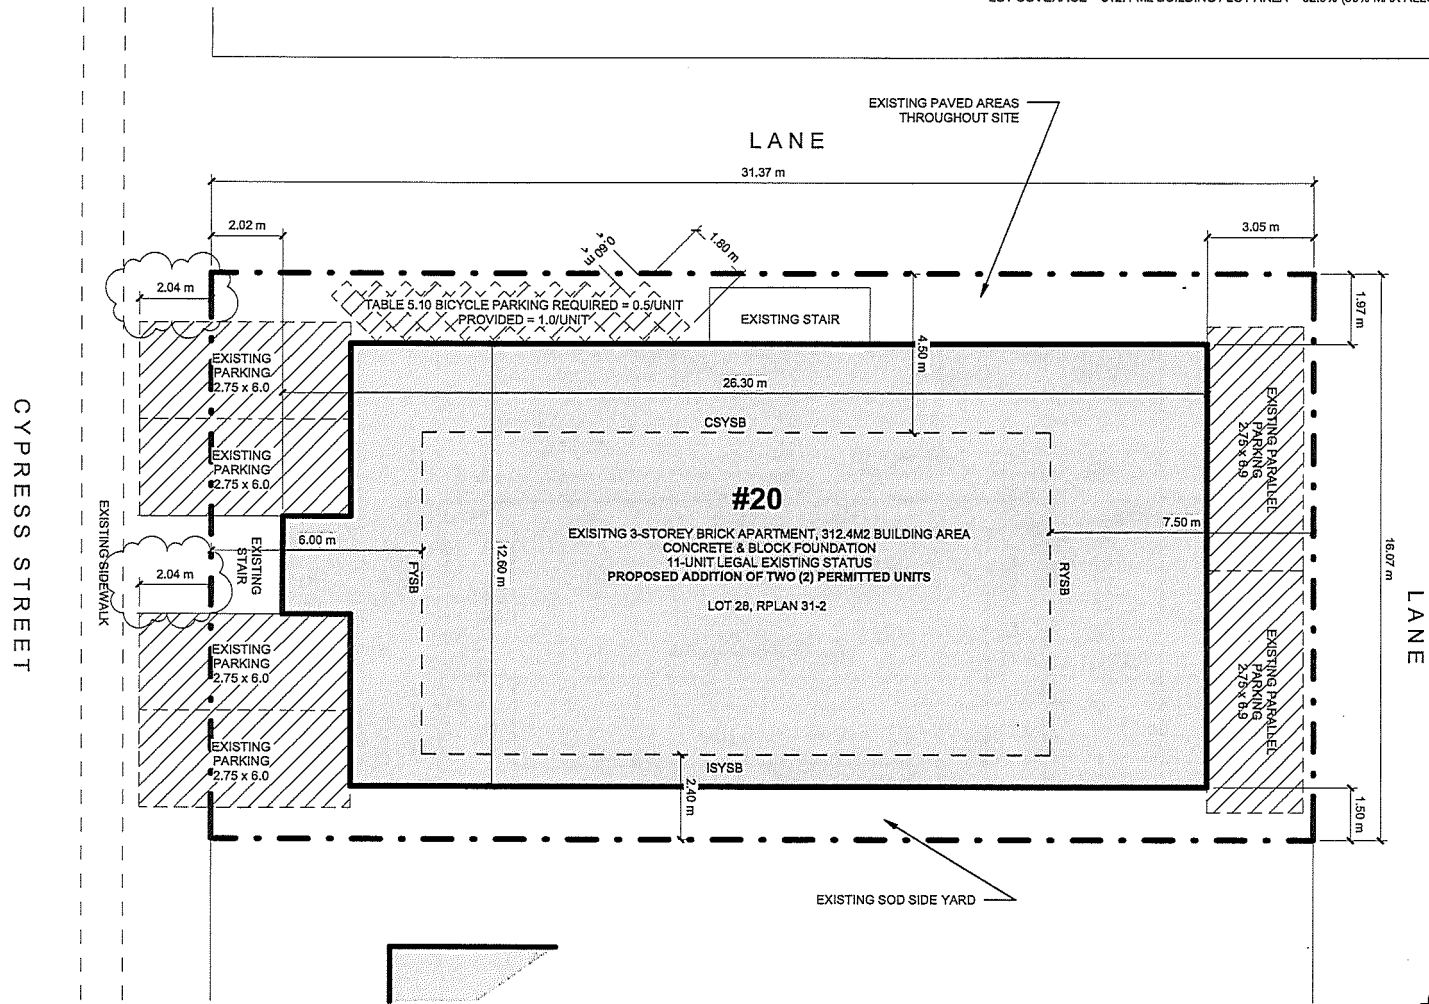 EXISTING PAVED AREAS
THROUGHOUT SITE
LANE
31.37 m
2.02 m
3.05 m
0.60 m
1.80 m
2.04 m
1.97 m
TABLE 5.10 BICYCLE PARKING REQUIRED = 0.5/UNIT
PROVIDED = 1.0/UNIT
EXISTING STAIR
4.50 m
EXISTING
PARKING
2.75 x 6.0
26.30 m
CSYSB
EXISTING PARALLEL
PARKING
2.75 x 6.9
EXISTING
PARKING
2.75 x 6.0
CYPRESS STREET
EXISTING SIDEWALK
#20
EXISITNG 3-STOREY BRICK APARTMENT, 312.4M2 BUILDING AREA
CONCRETE & BLOCK FOUNDATION
11-UNIT LEGAL EXISTING STATUS
PROPOSED ADDITION OF TWO (2) PERMITTED UNITS
LOT 28, RPLAN 31-2
7.50 m
6.00 m
EXISTING
STAIR
12.60 m
FYSB
RYSB
16.07 m
LANE
2.04 m
EXISTING
PARKING
2.75 x 6.0
EXISTING PARALLEL
PARKING
2.75 x 6.9
EXISTING
PARKING
2.75 x 6.0
ISYSB
2.40 m
1.50 m
EXISTING SOD SIDE YARD